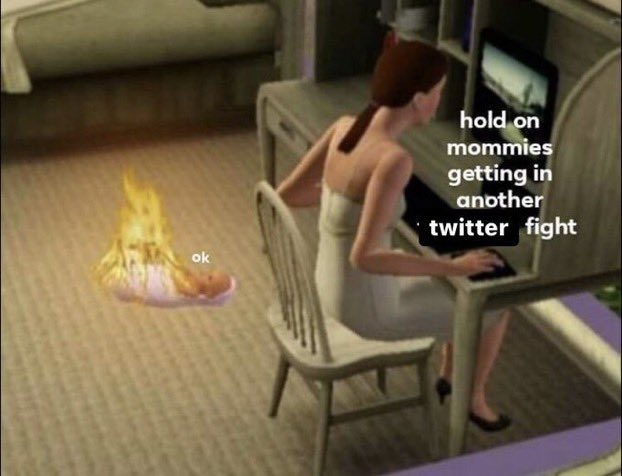 hold on
mommies
getting in
another
twitter fight
ok